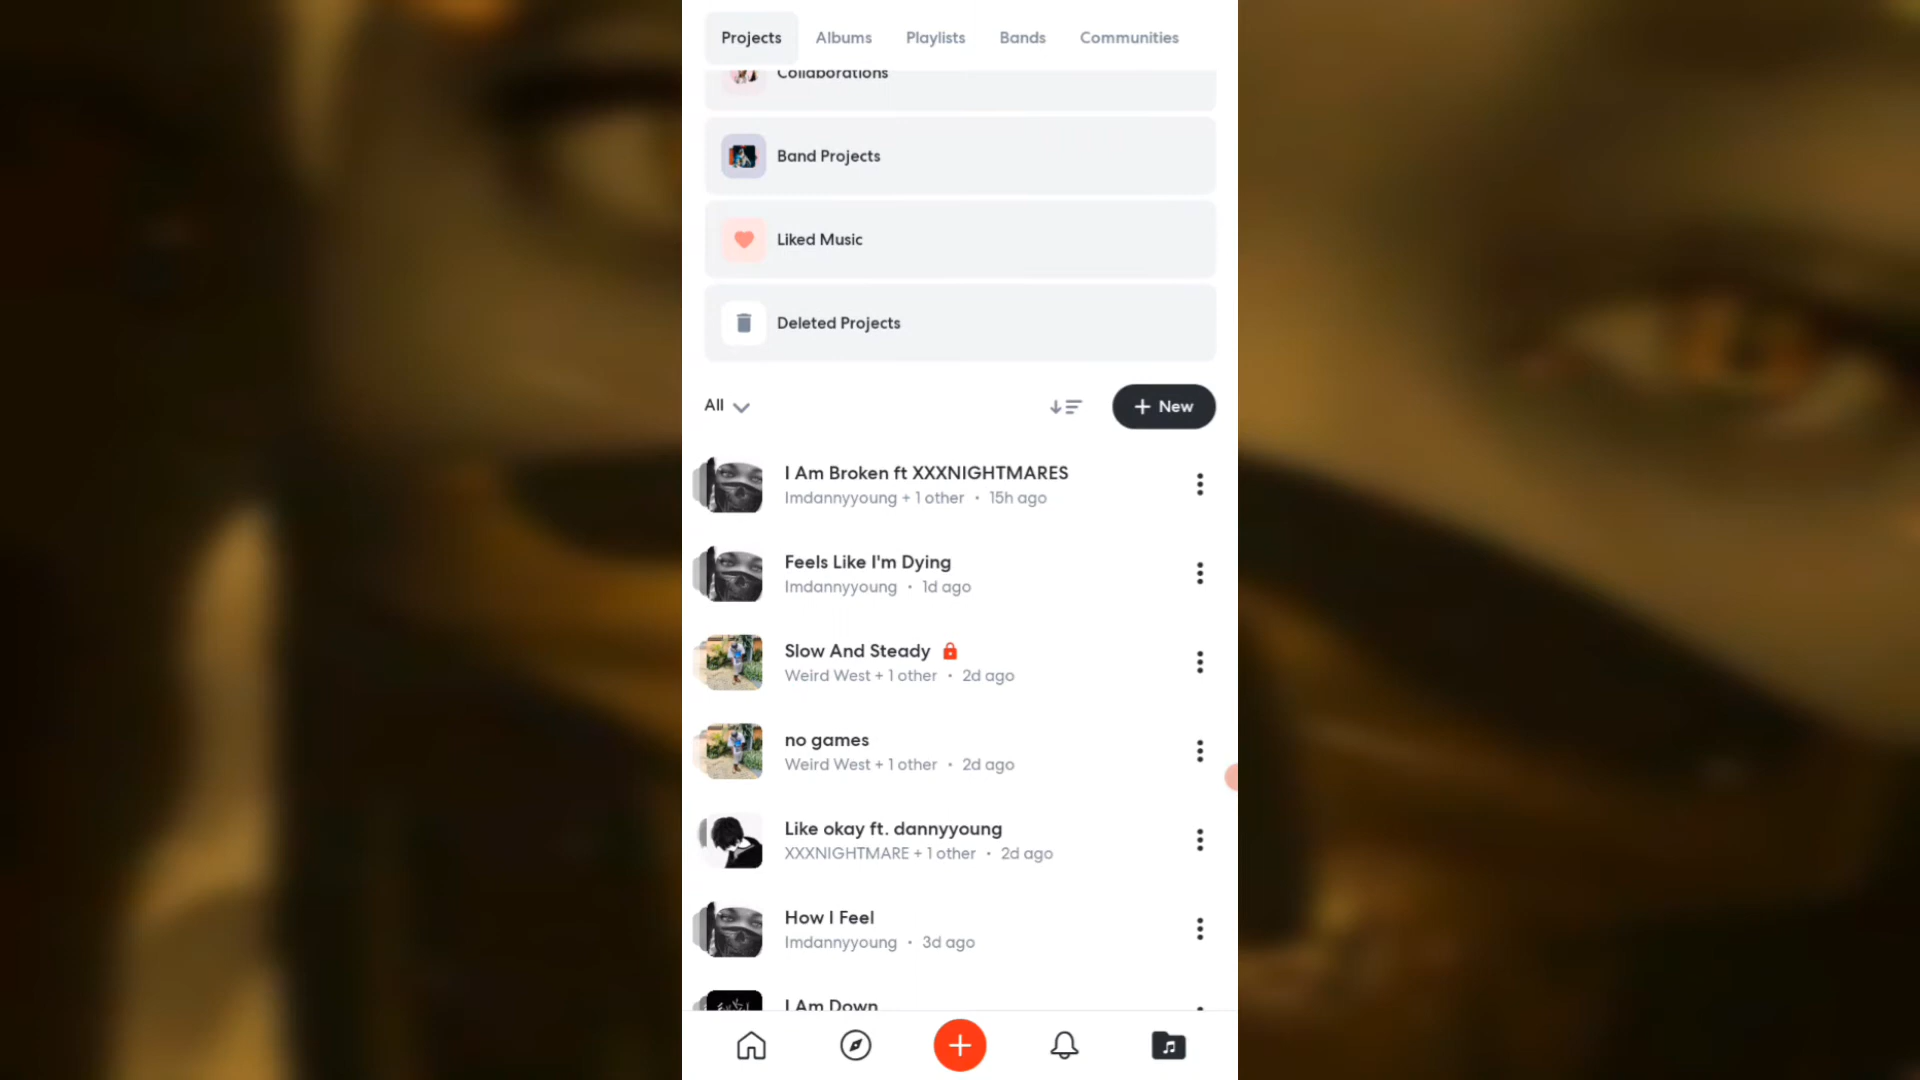 Projects Albums Playlists Bands Communities
Collaborations
Band Projects
Liked Music
Deleted Projects
All
+ New
I Am Broken ft XXXNIGHTMARES
Imdannyyoung + 1 other • 15h ago
Feels Like I'm Dying
Imdannyyoung • 1d ago
Slow And Steady
Weird West + 1 other • 2d ago
no games
Weird West + 1 other • 2d ago
Like okay ft. dannyyoung
XXXNIGHTMARE + 1 other • 2d ago
How I Feel
Imdannyyoung • 3d ago
I Am Down